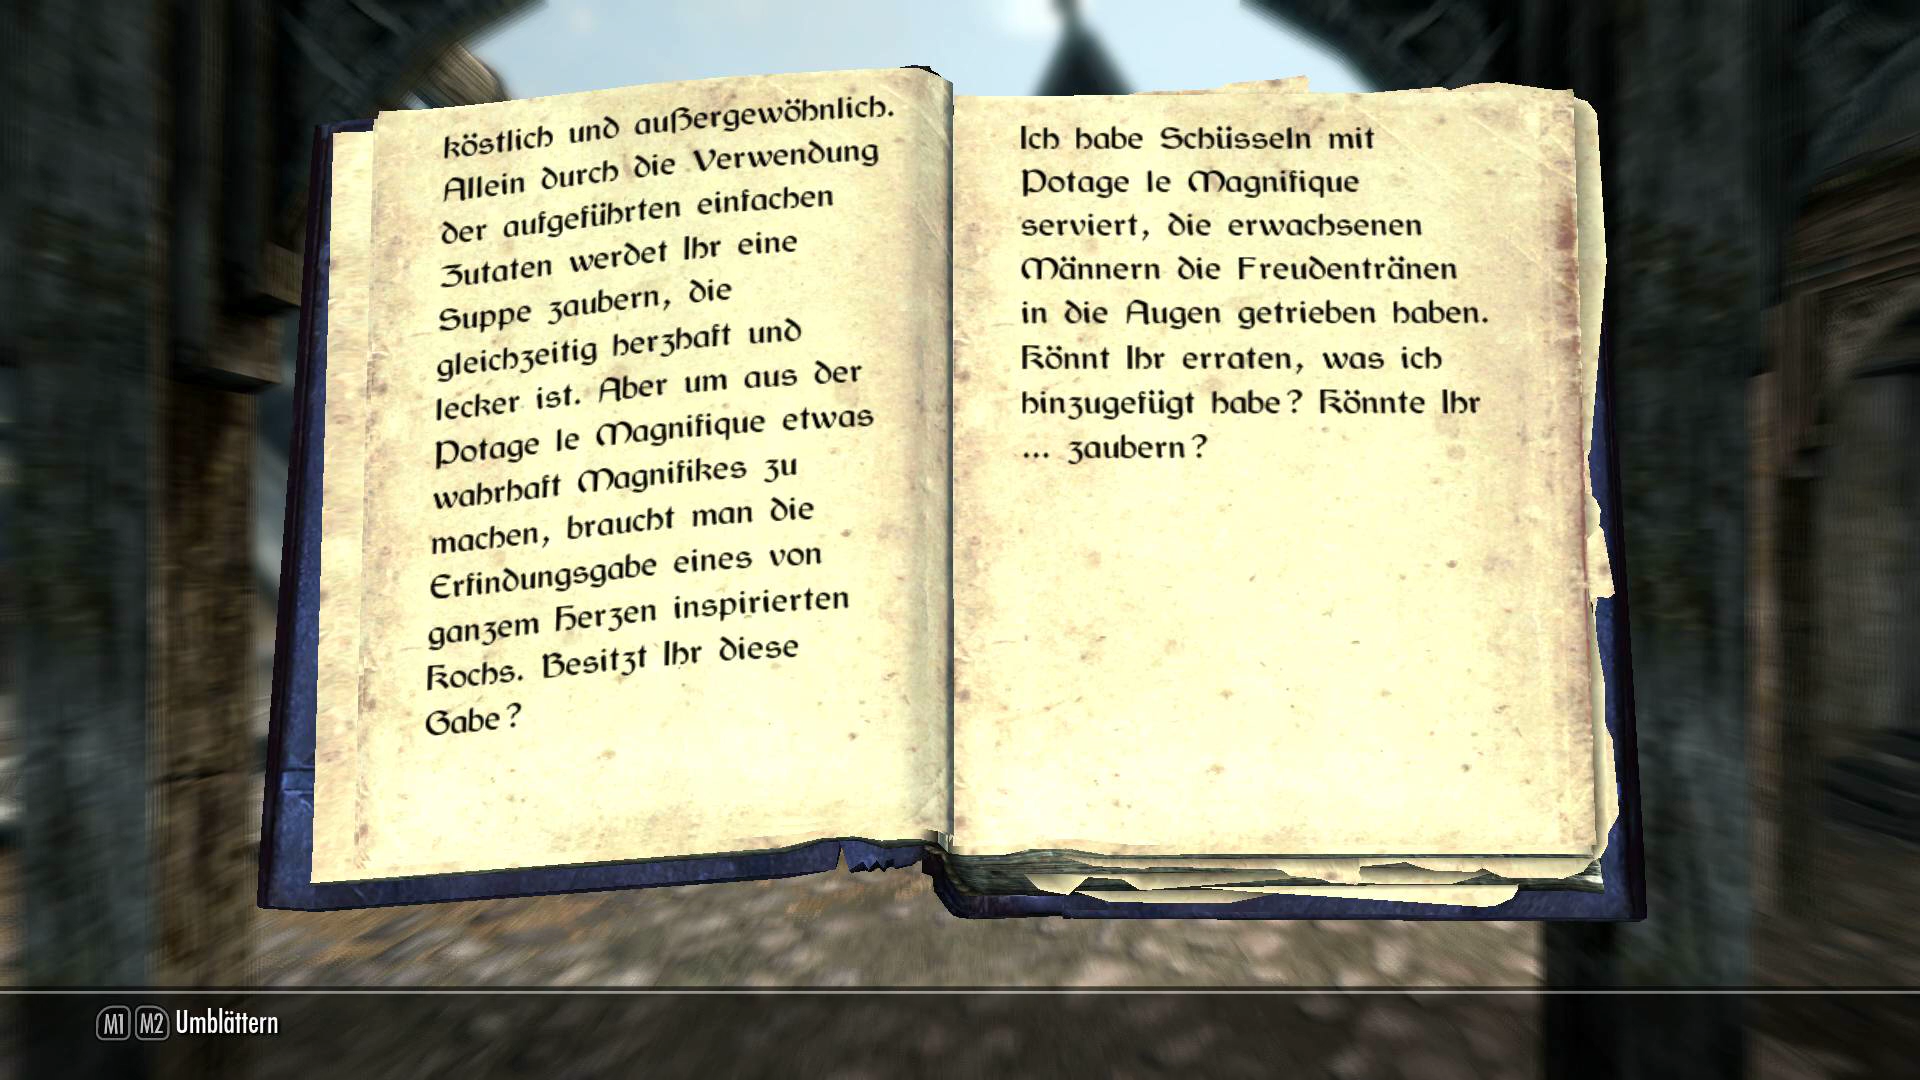 köstlich und außergewöhnlich.
Allein durch die Verwendung
der aufgeführten einfachen
Zutaten werdet Ihr eine
Suppe zaubern, die
gleichzeitig herzhaft und
lecker ist. Aber um aus der
Potage le Magnifique etwas
wahrhaft Magnifikes zu
machen, braucht man die
Erfindungsgabe eines von
ganzem Herzen inspirierten
Kochs. Besitzt Ihr diese
Gabe?
Ich habe Schüsseln mit
Potage le Magnifique
serviert, die erwachsenen
Männern die Freudentränen
in die Augen getrieben haben.
Könnt Ihr erraten, was ich
hinzugefügt habe? Könnte Ihr
... zaubern?
M1 M2 Umblättern